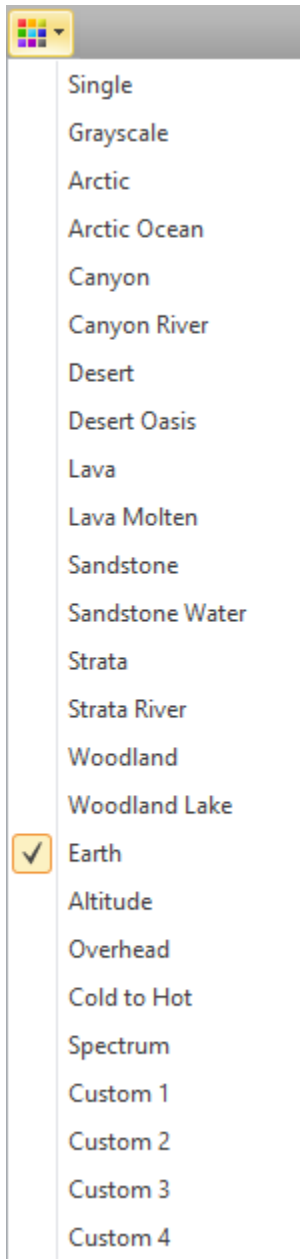 Single
Grayscale
Arctic
Arctic Ocean
Canyon
Canyon River
Desert
Desert Oasis
Lava
Lava Molten
Sandstone
Sandstone Water
Strata
Strata River
Woodland
Woodland Lake
Earth
Altitude
Overhead
Cold to Hot
Spectrum
Custom 1
Custom 2
Custom 3
Custom 4